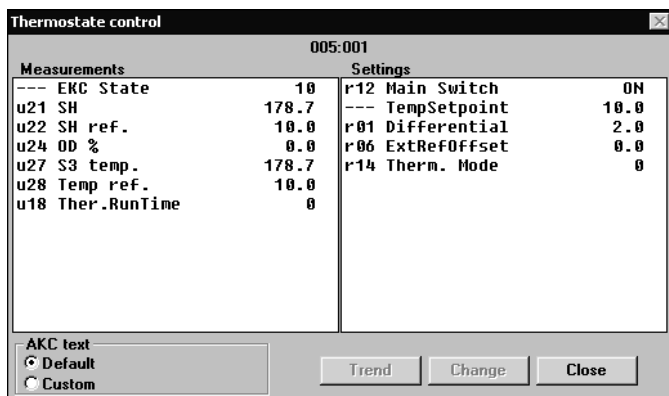 Thermostate control
005:001
Measurements
--- EKC State 10
u21 SH 178.7
u22 SH ref. 10.0
u24 OD % 0.0
u27 S3 temp. 178.7
u28 Temp ref. 10.0
u18 Ther.RunTime 0
Settings
r12 Main Switch ON
--- TempSetpoint 10.0
r01 Differential 2.0
r06 ExtRefOffset 0.0
r14 Therm. Mode 0
AKC text
Default
Custom
Trend Change Close